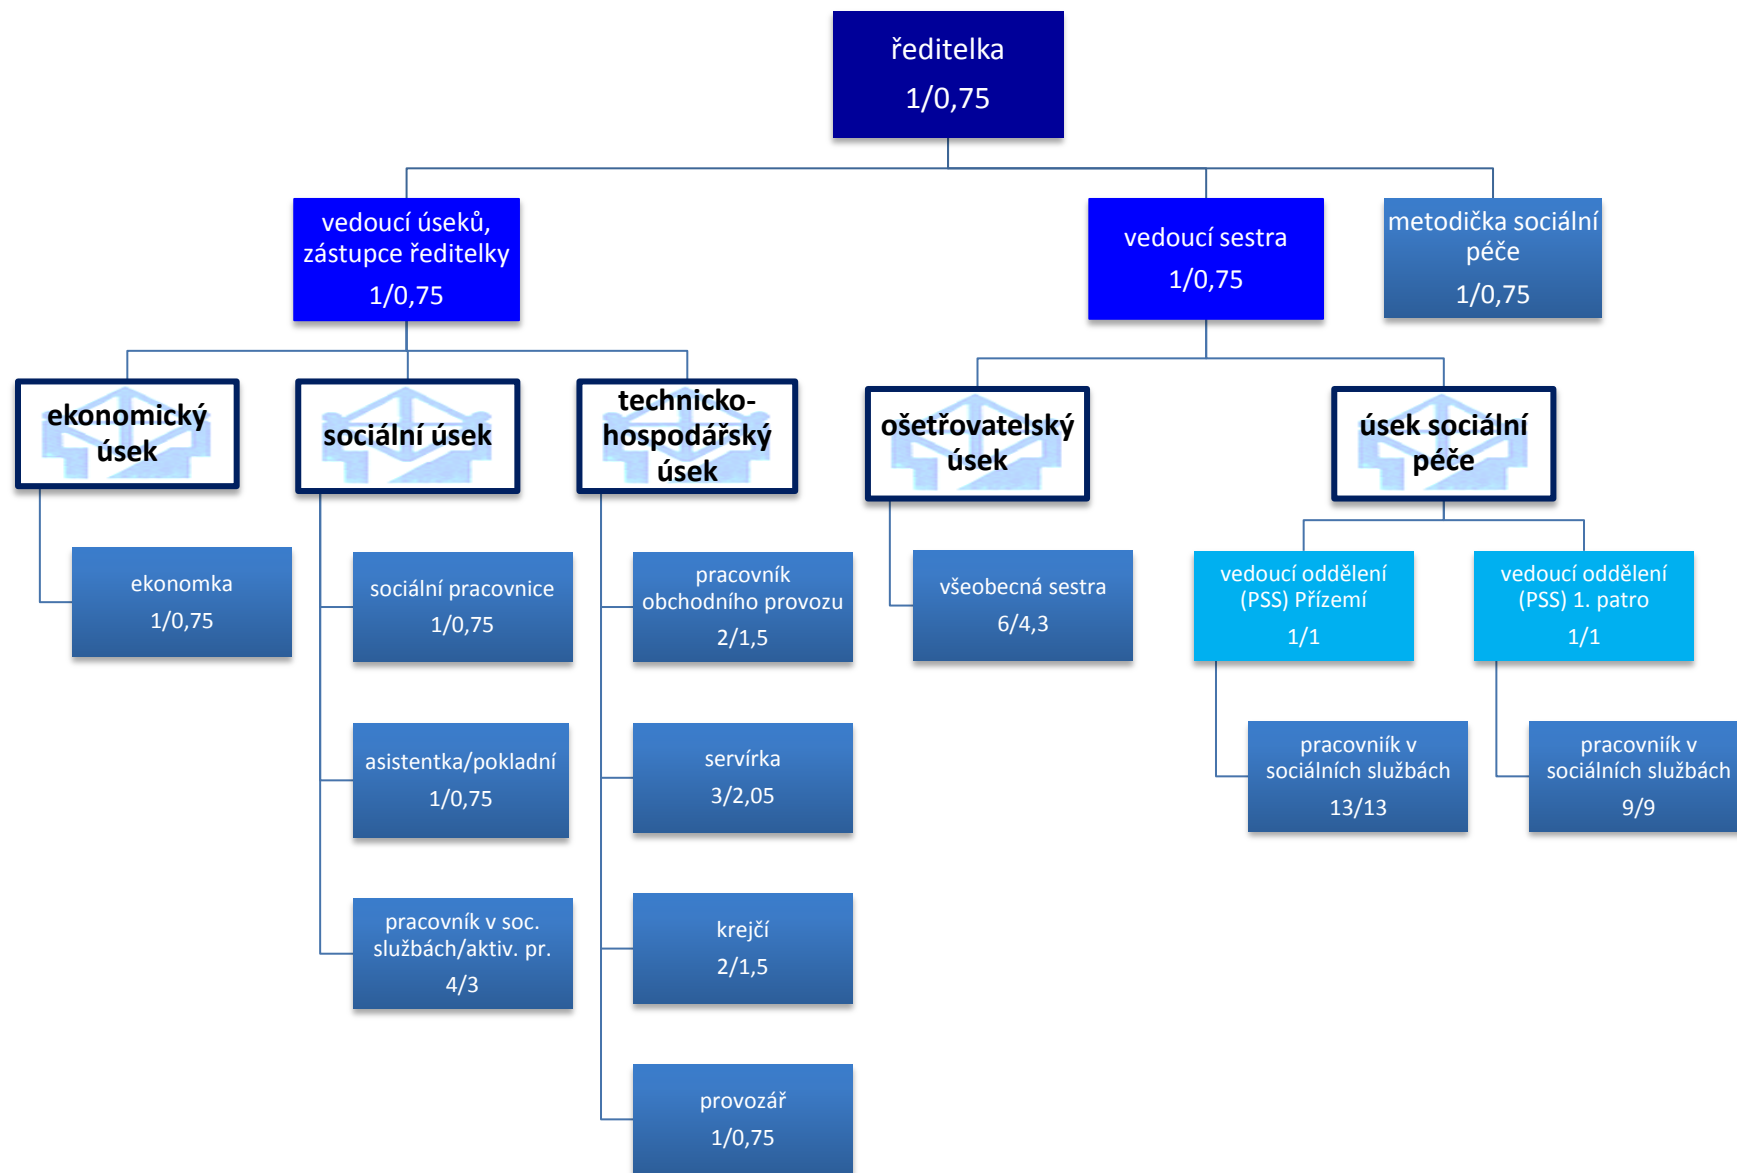 ředitelka
1/0,75
vedoucí úseků,
zástupce ředitelky
1/0,75
vedoucí sestra
1/0,75
metodička sociální
péče
1/0,75
ekonomický
úsek
sociální úsek
technicko-
hospodářský
úsek
ošetřovatelský
úsek
úsek sociální
péče
ekonomka
1/0,75
sociální pracovnice
1/0,75
pracovník
obchodního provozu
2/1,5
všeobecná sestra
6/4,3
vedoucí oddělení
(PSS) Přízemí
1/1
vedoucí oddělení
(PSS) 1. patro
1/1
asistentka/pokladní
1/0,75
servírka
3/2,05
pracovniík v
sociálních službách
13/13
pracovniík v
sociálních službách
9/9
pracovník v soc.
službách/aktiv. pr.
4/3
krejčí
2/1,5
provozář
1/0,75